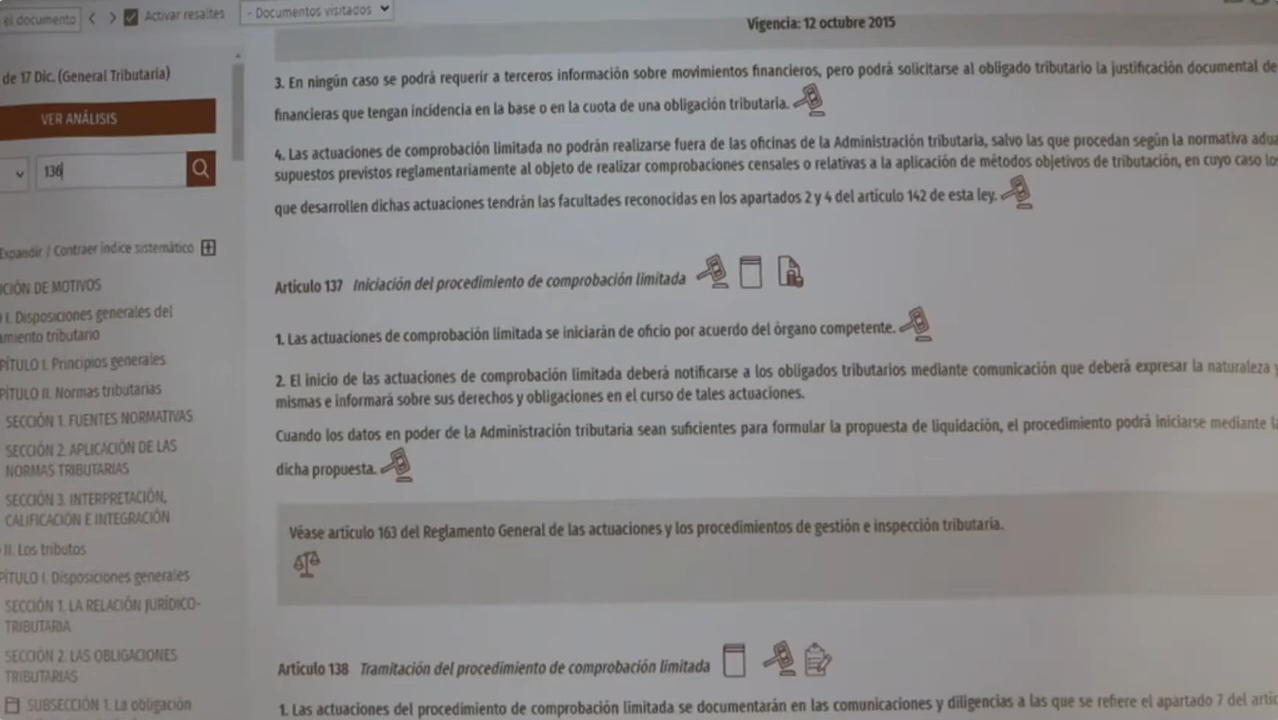 el documento
Activar resaltes
- Documentos visitados
Vigencia: 12 octubre 2015
de 17 Dic. (General Tributaria)
VER ANÁLISIS
136
Expandir / Contraer índice sistemático
ICIÓN DE MOTIVOS
I. Disposiciones generales del
amiento tributario
PÍTULO I. Principios generales
PÍTULO II. Normas tributarias
SECCIÓN 1. FUENTES NORMATIVAS
SECCIÓN 2. APLICACIÓN DE LAS
NORMAS TRIBUTARIAS
SECCIÓN 3. INTERPRETACIÓN,
CALIFICACIÓN E INTEGRACIÓN
II. Los tributos
PÍTULO I. Disposiciones generales
SECCIÓN 1. LA RELACIÓN JURÍDICO-
TRIBUTARIA
SECCIÓN 2. LAS OBLIGACIONES
TRIBUTARIAS
SUBSECCIÓN 1. La obligación
3. En ningún caso se podrá requerir a terceros información sobre movimientos financieros, pero podrá solicitarse al obligado tributario la justificación documental de
financieras que tengan incidencia en la base o en la cuota de una obligación tributaria.
4. Las actuaciones de comprobación limitada no podrán realizarse fuera de las oficinas de la Administración tributaria, salvo las que procedan según la normativa adua
supuestos previstos reglamentariamente al objeto de realizar comprobaciones censales o relativas a la aplicación de métodos objetivos de tributación, en cuyo caso los
que desarrollen dichas actuaciones tendrán las facultades reconocidas en los apartados 2 y 4 del artículo 142 de esta ley.
Artículo 137 Iniciación del procedimiento de comprobación limitada
1. Las actuaciones de comprobación limitada se iniciarán de oficio por acuerdo del órgano competente.
2. El inicio de las actuaciones de comprobación limitada deberá notificarse a los obligados tributarios mediante comunicación que deberá expresar la naturaleza y
mismas e informará sobre sus derechos y obligaciones en el curso de tales actuaciones.
Cuando los datos en poder de la Administración tributaria sean suficientes para formular la propuesta de liquidación, el procedimiento podrá iniciarse mediante la
dicha propuesta.
Véase artículo 163 del Reglamento General de las actuaciones y los procedimientos de gestión e inspección tributaria.
Artículo 138 Tramitación del procedimiento de comprobación limitada
1. Las actuaciones del procedimiento de comprobación limitada se documentarán en las comunicaciones y diligencias a las que se refiere el apartado 7 del artíc